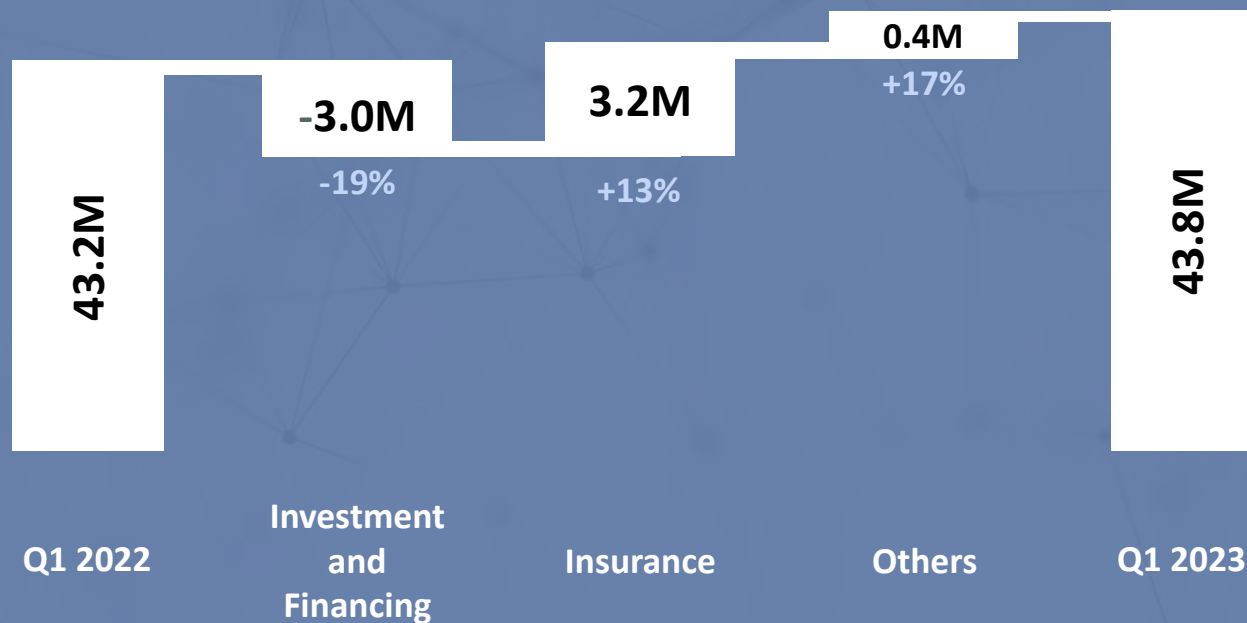 0.4M
+17%
3.2M
+13%
-3.0M
-19%
43.2M
43.8M
Q1 2022
Investment
and
Financing
Insurance
Others
Q1 2023